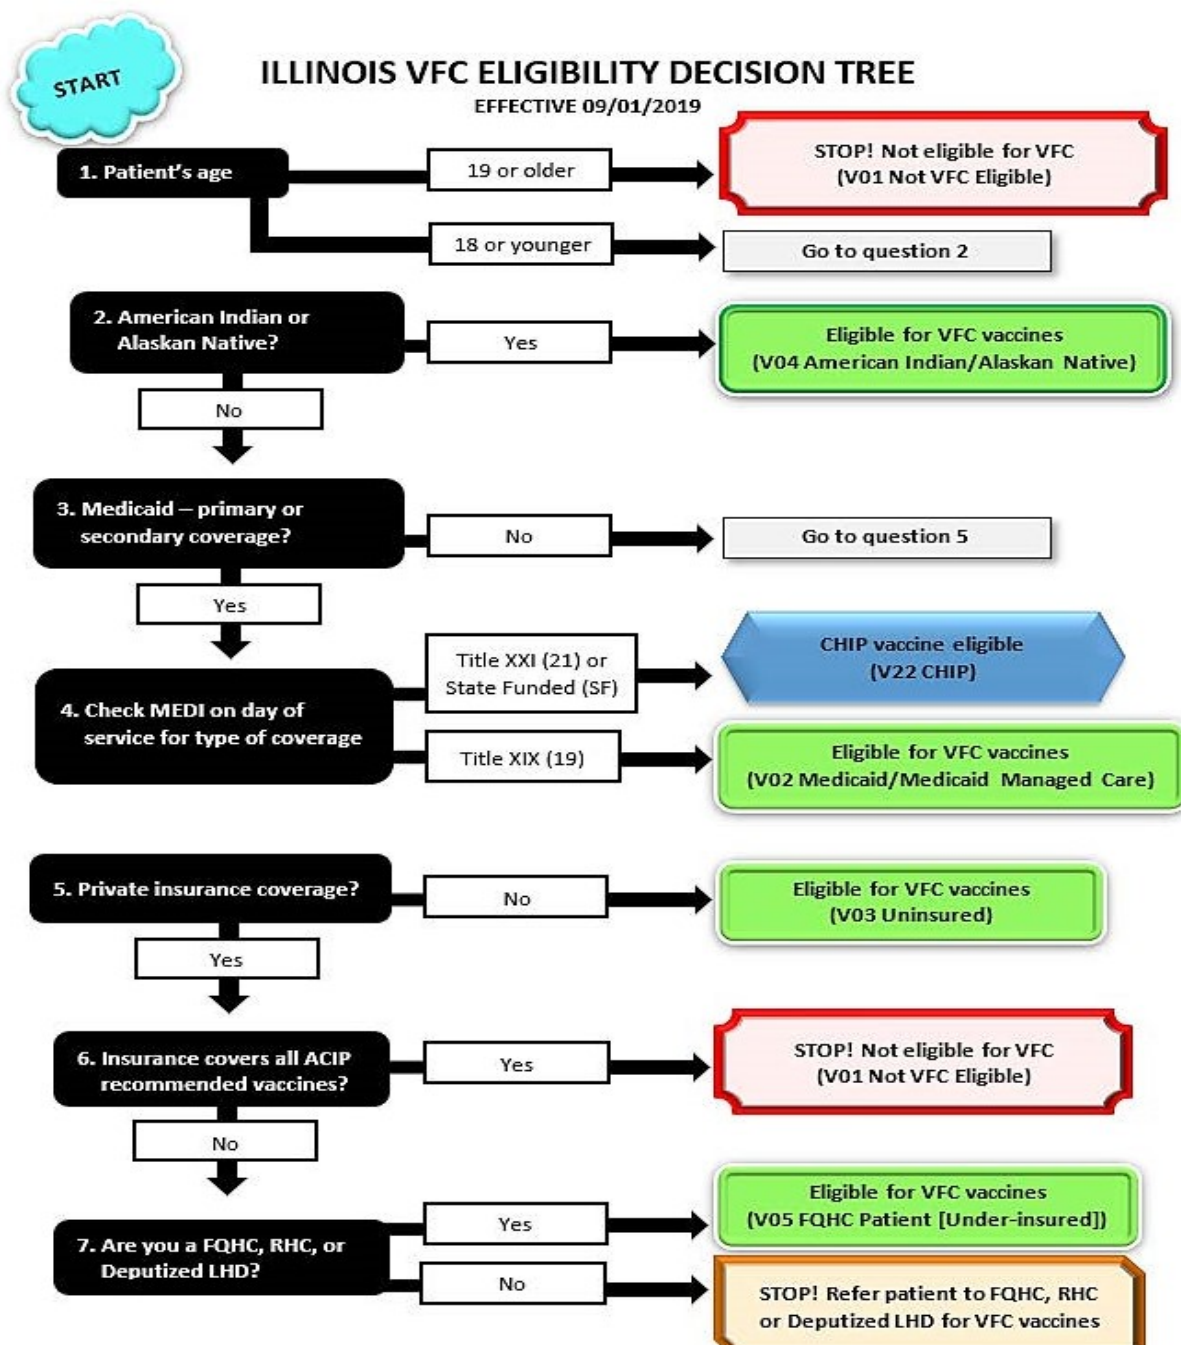 START
ILLINOIS VFC ELIGIBILITY DECISION TREE
EFFECTIVE 09/01/2019
1. Patient's age
19 or older
STOP! Not eligible for VFC
(V01 Not VFC Eligible)
18 or younger
Go to question 2
2. American Indian or
Alaskan Native?
Yes
Eligible for VFC vaccines
(V04 American Indian/Alaskan Native)
No
3. Medicaid – primary or
secondary coverage?
No
Go to question 5
Yes
4. Check MEDI on day of
service for type of coverage
Title XXI (21) or
State Funded (SF)
CHIP vaccine eligible
(V22 CHIP)
Title XIX (19)
Eligible for VFC vaccines
(V02 Medicaid/Medicaid Managed Care)
5. Private insurance coverage?
No
Eligible for VFC vaccines
(V03 Uninsured)
Yes
6. Insurance covers all ACIP
recommended vaccines?
Yes
STOP! Not eligible for VFC
(V01 Not VFC Eligible)
No
7. Are you a FQHC, RHC, or
Deputized LHD?
Yes
Eligible for VFC vaccines
(V05 FQHC Patient [Under-insured])
No
STOP! Refer patient to FQHC, RHC
or Deputized LHD for VFC vaccines